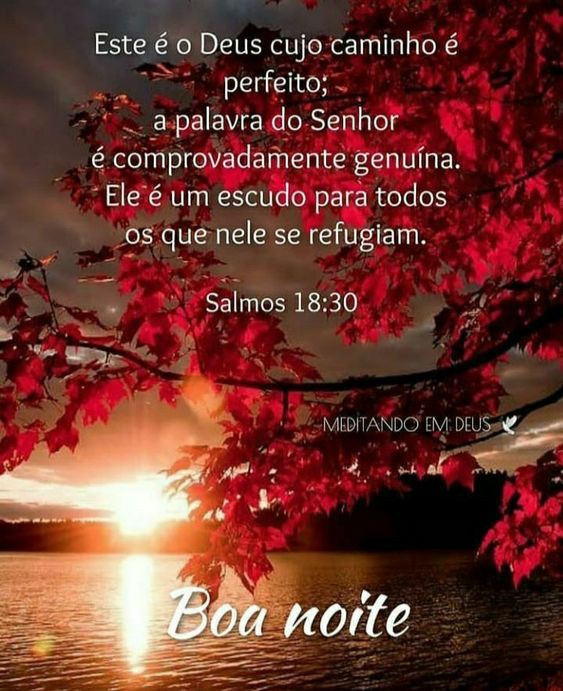 Este é o Deus cujo caminho é
perfeito;
a palavra do Senhor
é comprovadamente genuína.
Ele é um escudo para todos
os que nele se refugiam.
Salmos 18:30
MEDITANDO EM DEUS
Boa noite